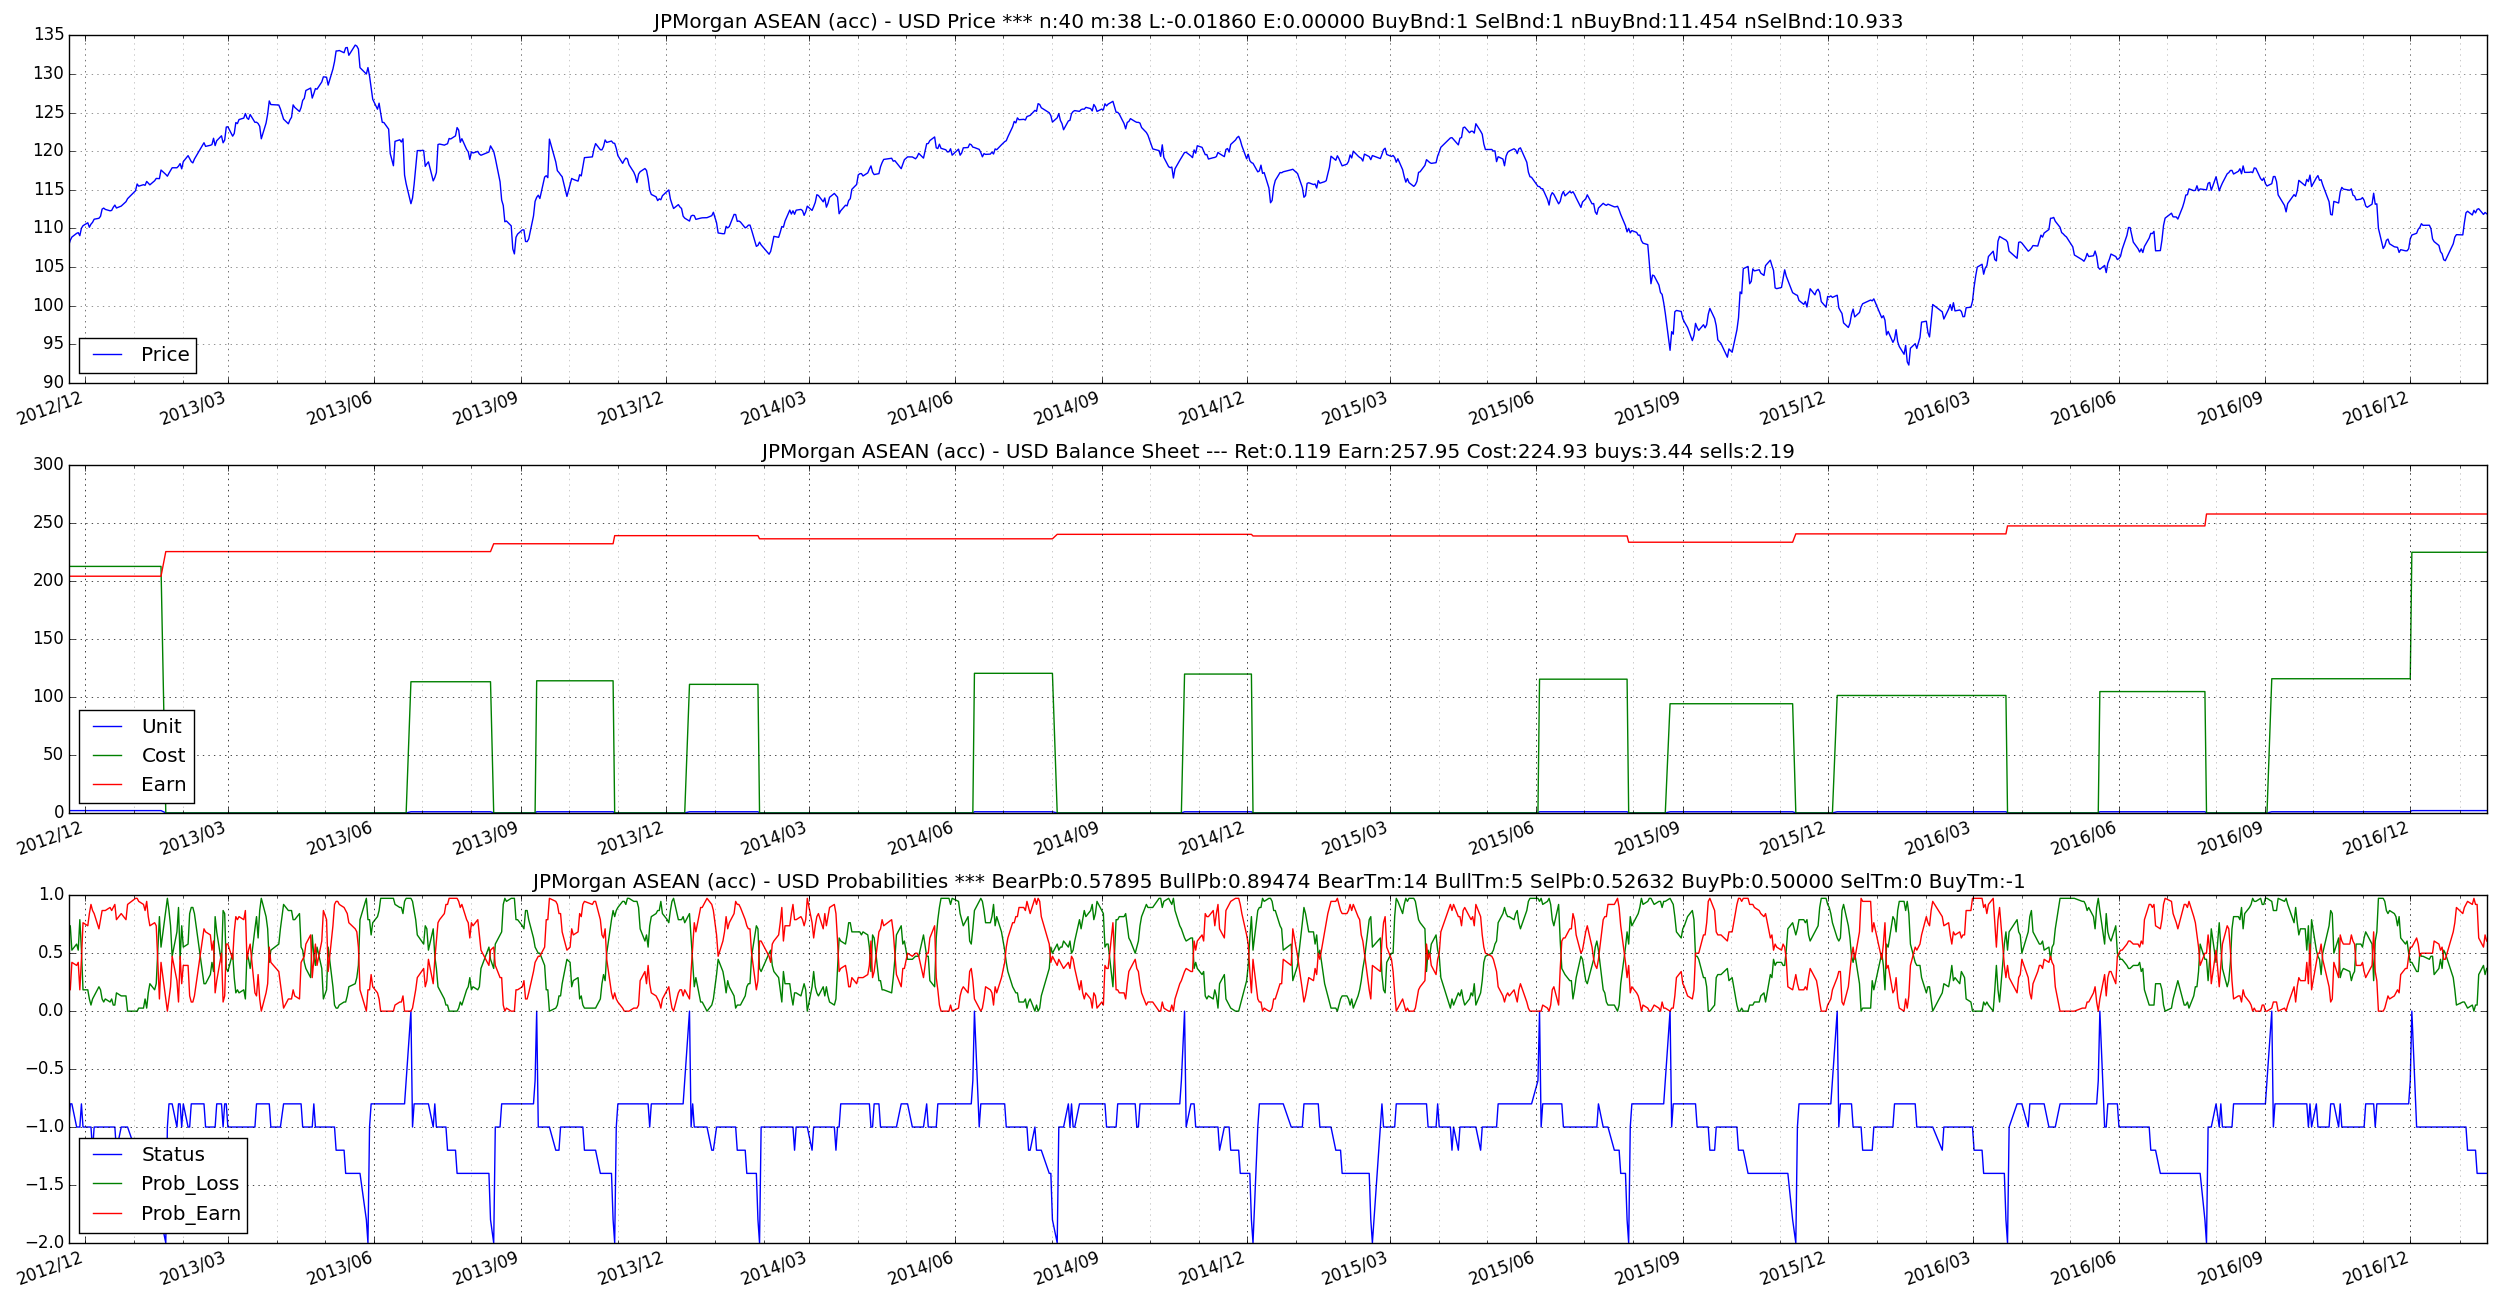 JPMorgan ASEAN (acc) - USD Price *** n:40 m:38 L:-0.01860 E:0.00000 BuyBnd:1 SelBnd:1 nBuyBnd:11.454 nSelBnd:10.933
135
130
125
120
115
110
105
100
95
90
Price
2012/12 2013/03 2013/06 2013/09 2013/12 2014/03 2014/06 2014/09 2014/12 2015/03 2015/06 2015/09 2015/12 2016/03 2016/06 2016/09 2016/12
JPMorgan ASEAN (acc) - USD Balance Sheet --- Ret:0.119 Earn:257.95 Cost:224.93 buys:3.44 sells:2.19
300
250
200
150
100
50
0
Unit
Cost
Earn
2012/12 2013/03 2013/06 2013/09 2013/12 2014/03 2014/06 2014/09 2014/12 2015/03 2015/06 2015/09 2015/12 2016/03 2016/06 2016/09 2016/12
JPMorgan ASEAN (acc) - USD Probabilities *** BearPb:0.57895 BullPb:0.89474 BearTm:14 BullTm:5 SelPb:0.52632 BuyPb:0.50000 SelTm:0 BuyTm:-1
1.0
0.5
0.0
−0.5
−1.0
−1.5
−2.0
Status
Prob_Loss
Prob_Earn
2012/12 2013/03 2013/06 2013/09 2013/12 2014/03 2014/06 2014/09 2014/12 2015/03 2015/06 2015/09 2015/12 2016/03 2016/06 2016/09 2016/12